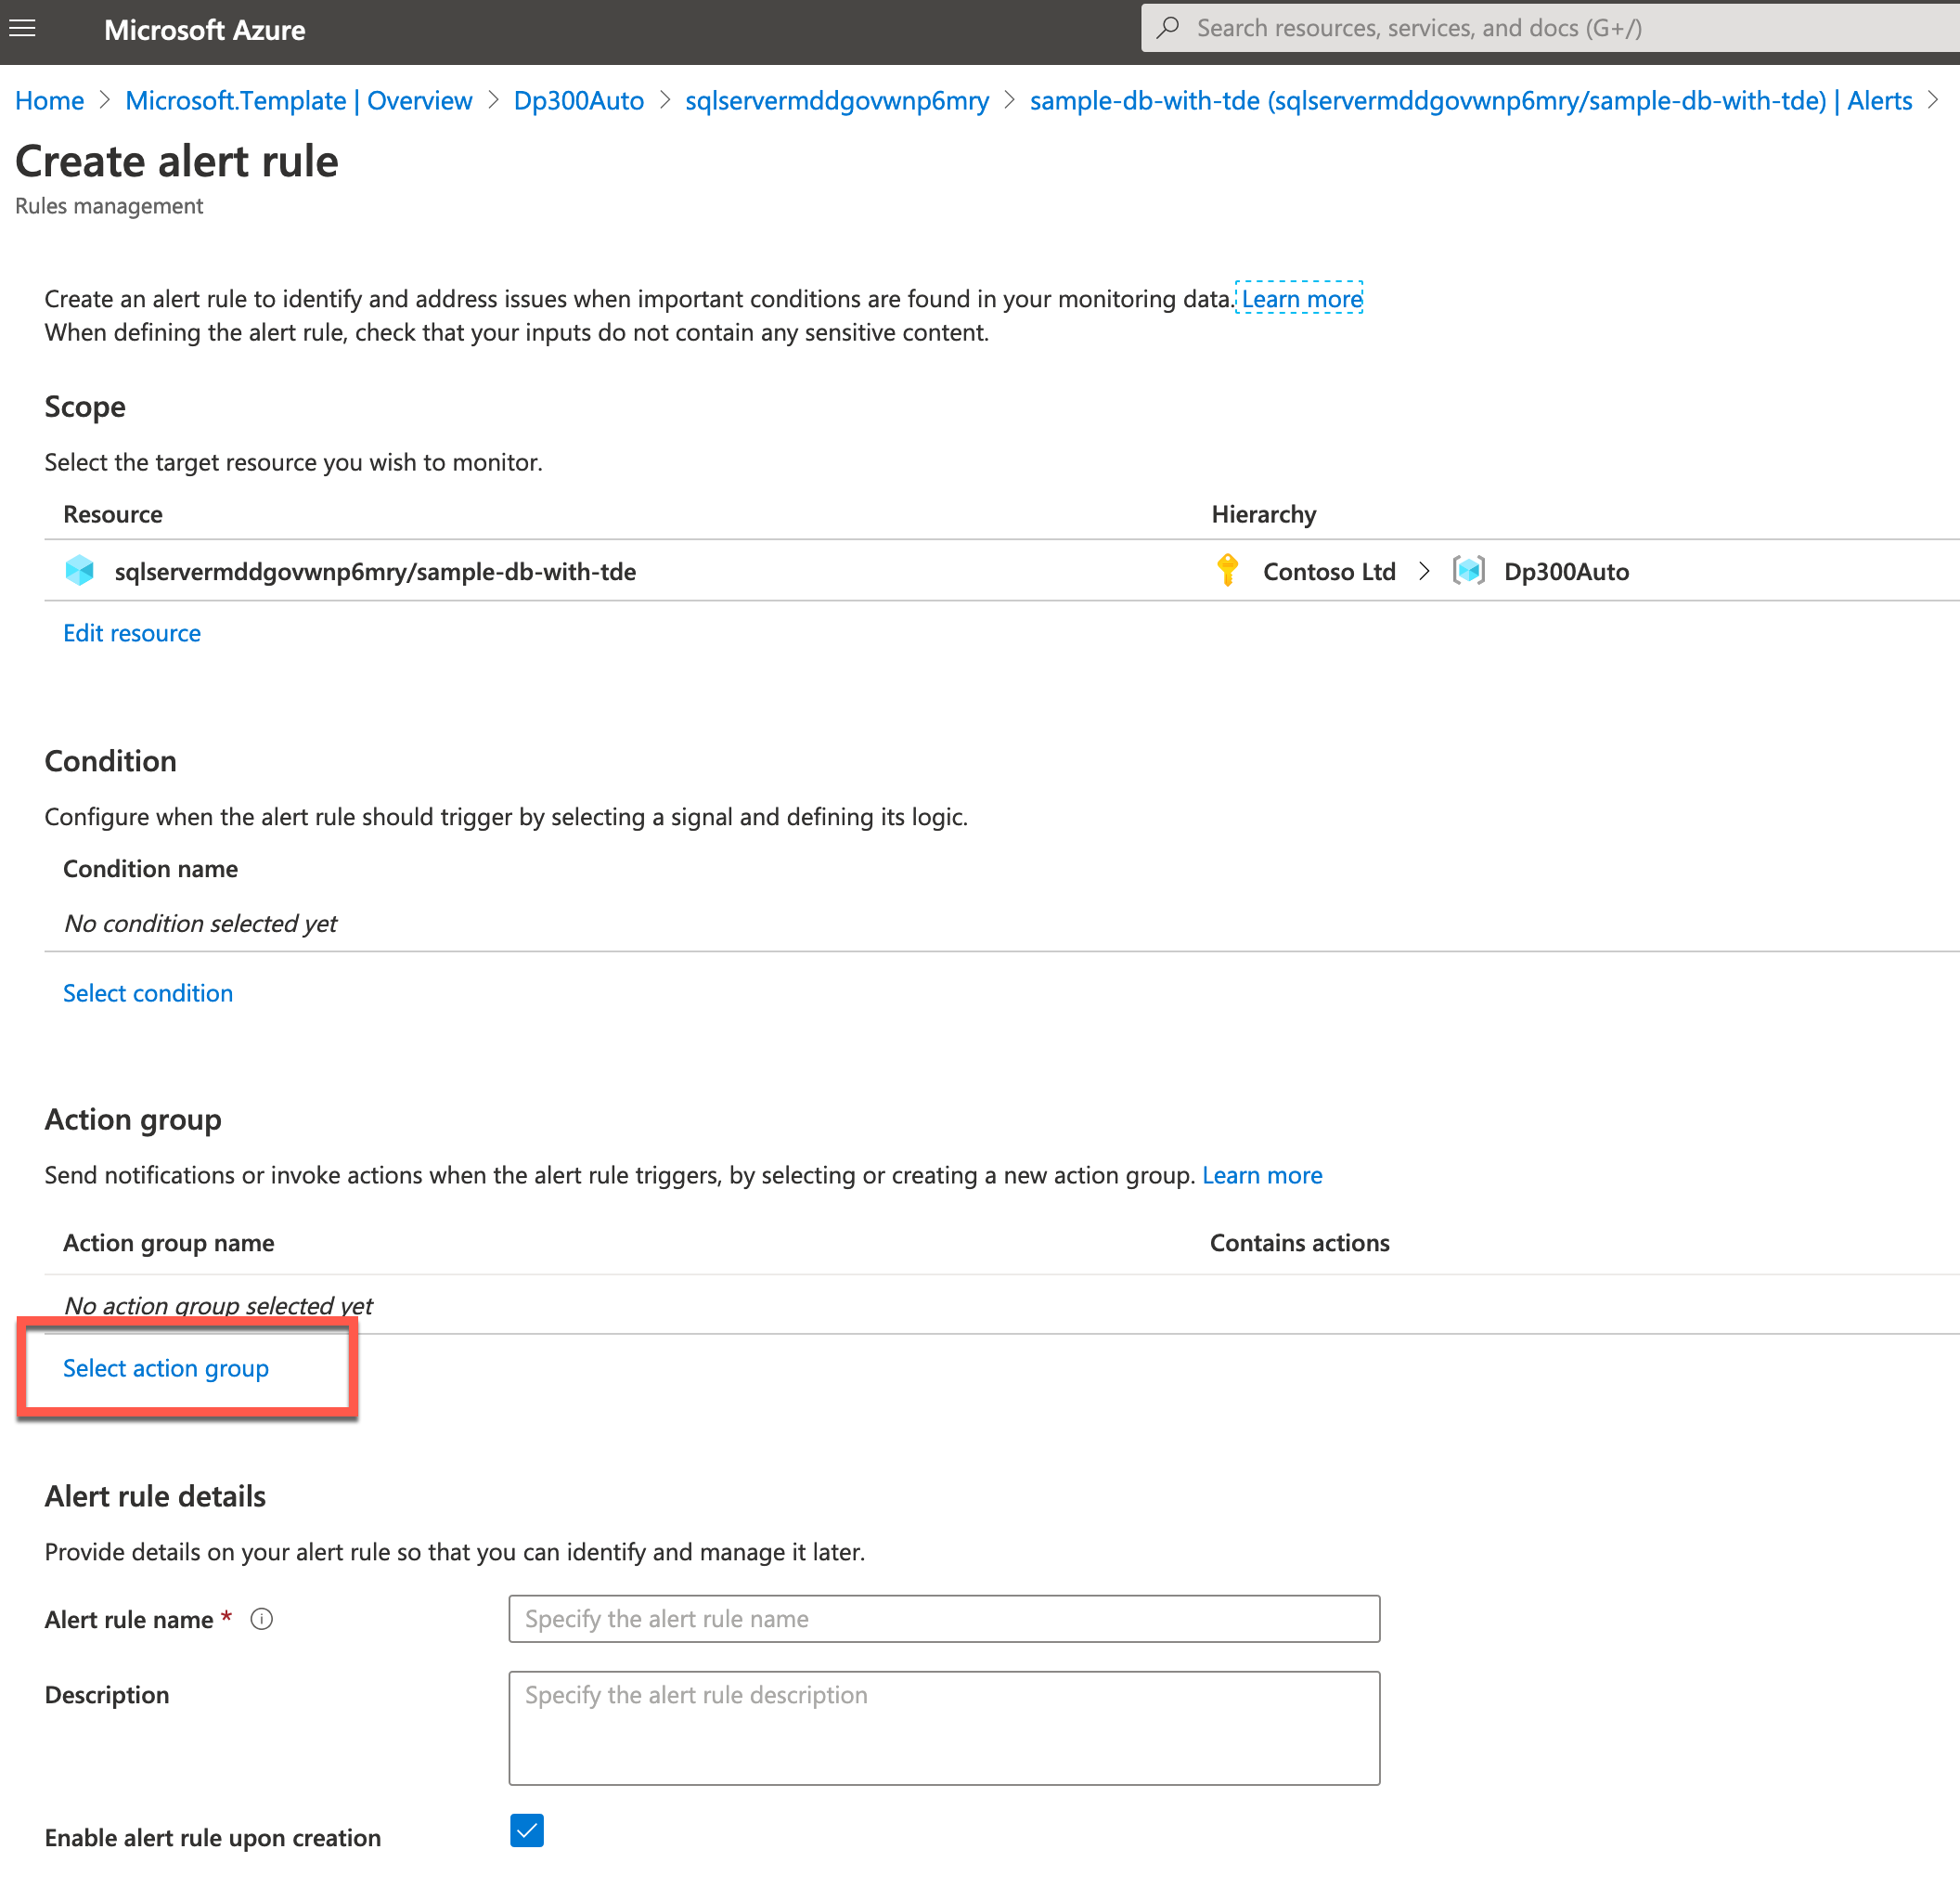 Microsoft Azure
Search resources, services, and docs (G+/)
Home > Microsoft.Template | Overview > Dp300Auto > sqlservermddgovwnp6mry > sample-db-with-tde (sqlservermddgovwnp6mry/sample-db-with-tde) | Alerts >
Create alert rule
Rules management
Create an alert rule to identify and address issues when important conditions are found in your monitoring data. Learn more
When defining the alert rule, check that your inputs do not contain any sensitive content.
Scope
Select the target resource you wish to monitor.
Resource Hierarchy
sqlservermddgovwnp6mry/sample-db-with-tde Contoso Ltd > Dp300Auto
Edit resource
Condition
Configure when the alert rule should trigger by selecting a signal and defining its logic.
Condition name
No condition selected yet
Select condition
Action group
Send notifications or invoke actions when the alert rule triggers, by selecting or creating a new action group. Learn more
Action group name Contains actions
No action group selected yet
Select action group
Alert rule details
Provide details on your alert rule so that you can identify and manage it later.
Alert rule name * Specify the alert rule name
Description Specify the alert rule description
Enable alert rule upon creation